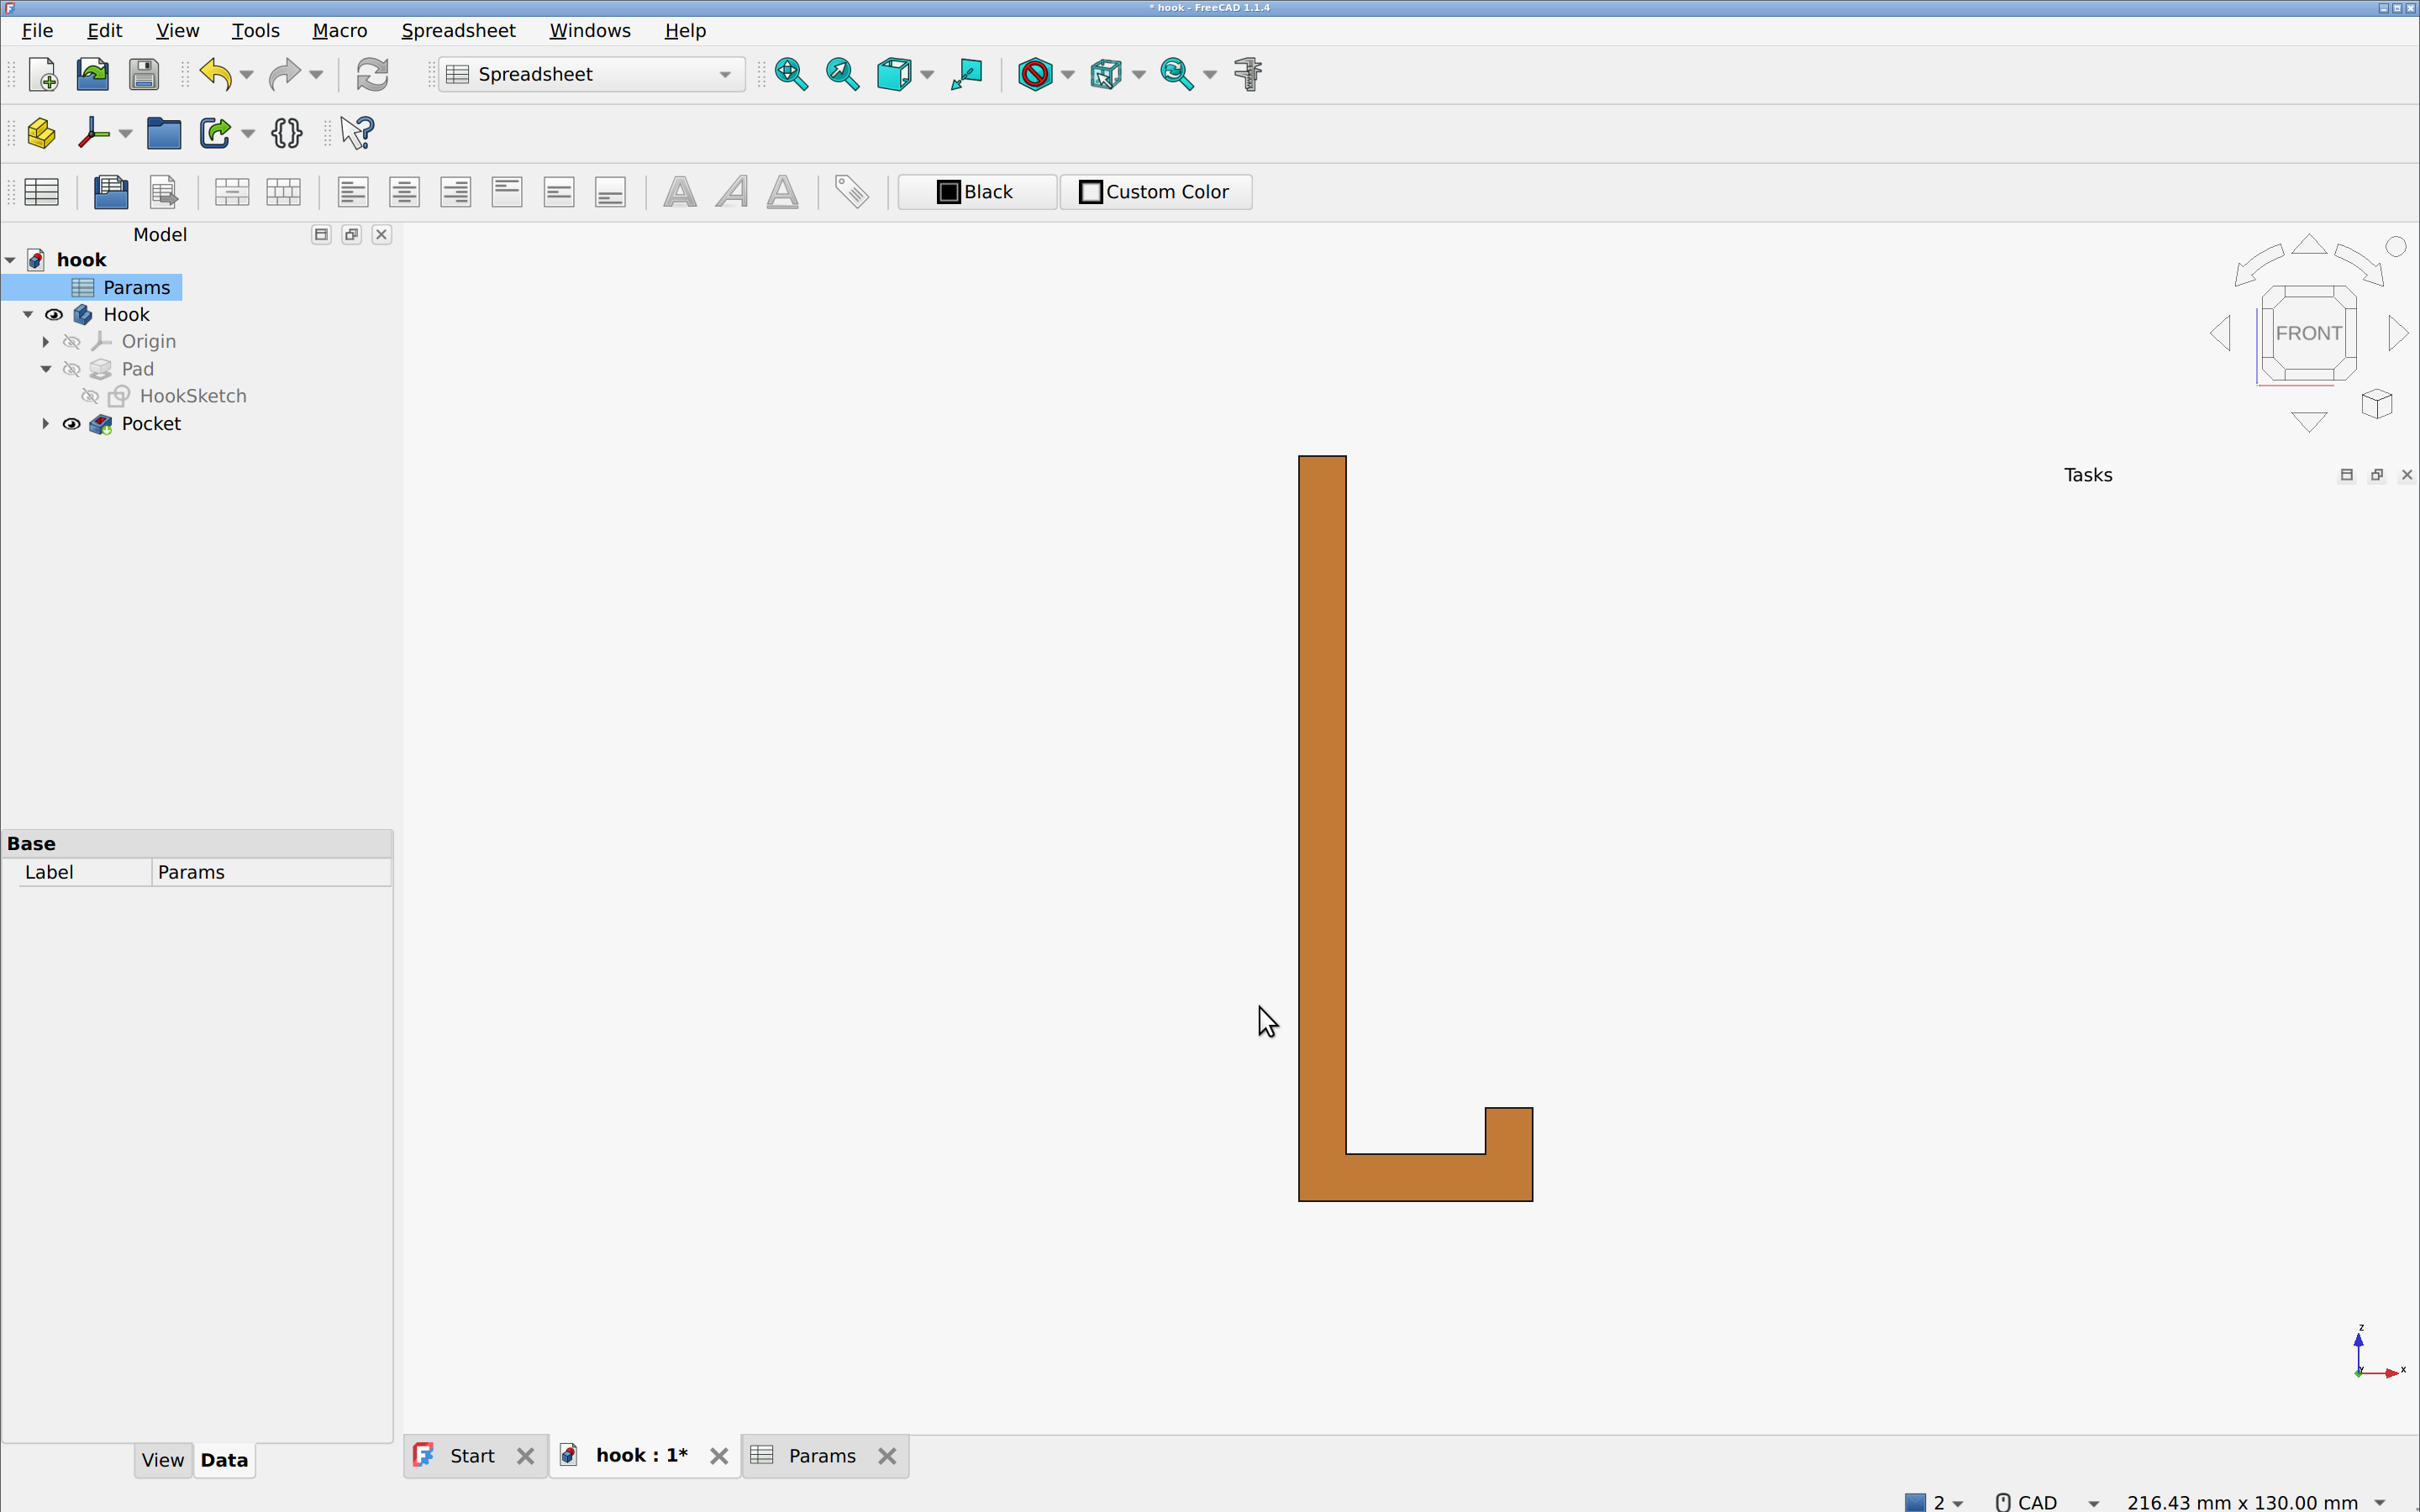 * hook - FreeCAD 1.1.4
File Edit View Tools Macro Spreadsheet Windows Help
Spreadsheet
Black Custom Color
Model
hook
Params
Hook
Origin
Pad
HookSketch
Pocket
FRONT
Tasks
Base
Label Params
z
Y
x
View Data
Start hook : 1* Params
2 CAD 216.43 mm x 130.00 mm